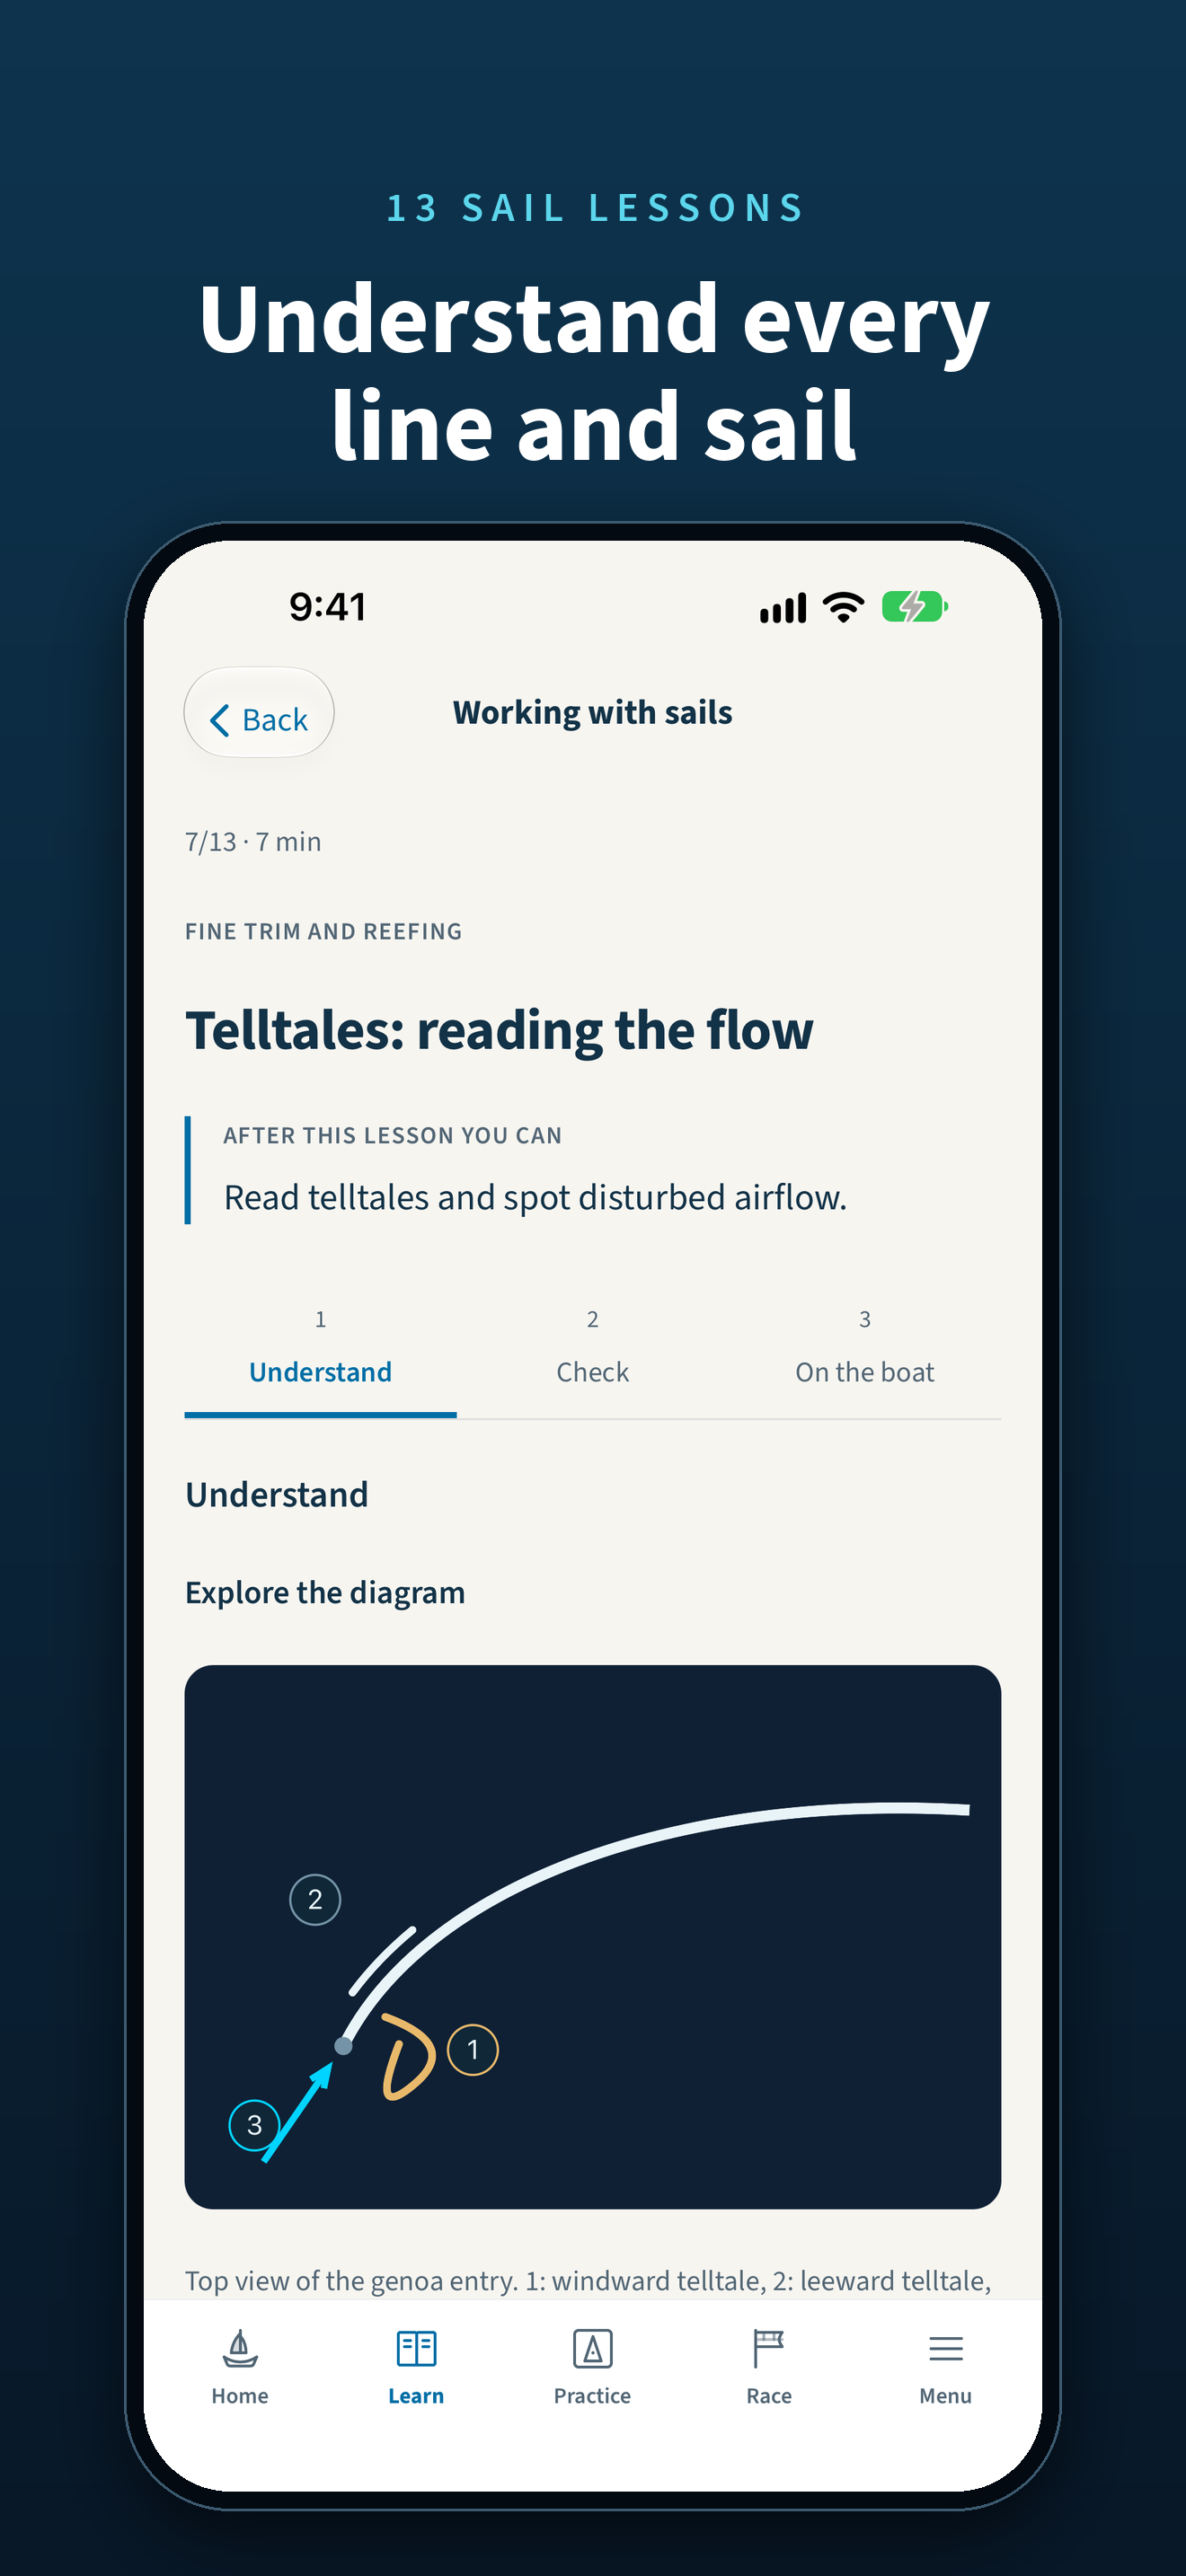 13 SAIL LESSONS
Understand every
line and sail
9:41
Back
Working with sails
7/13 · 7 min
FINE TRIM AND REEFING
Telltales: reading the flow
AFTER THIS LESSON YOU CAN
Read telltales and spot disturbed airflow.
1 2 3
Understand Check On the boat
Understand
Explore the diagram
2
1
3
Top view of the genoa entry. 1: windward telltale, 2: leeward telltale,
Home Learn Practice Race Menu